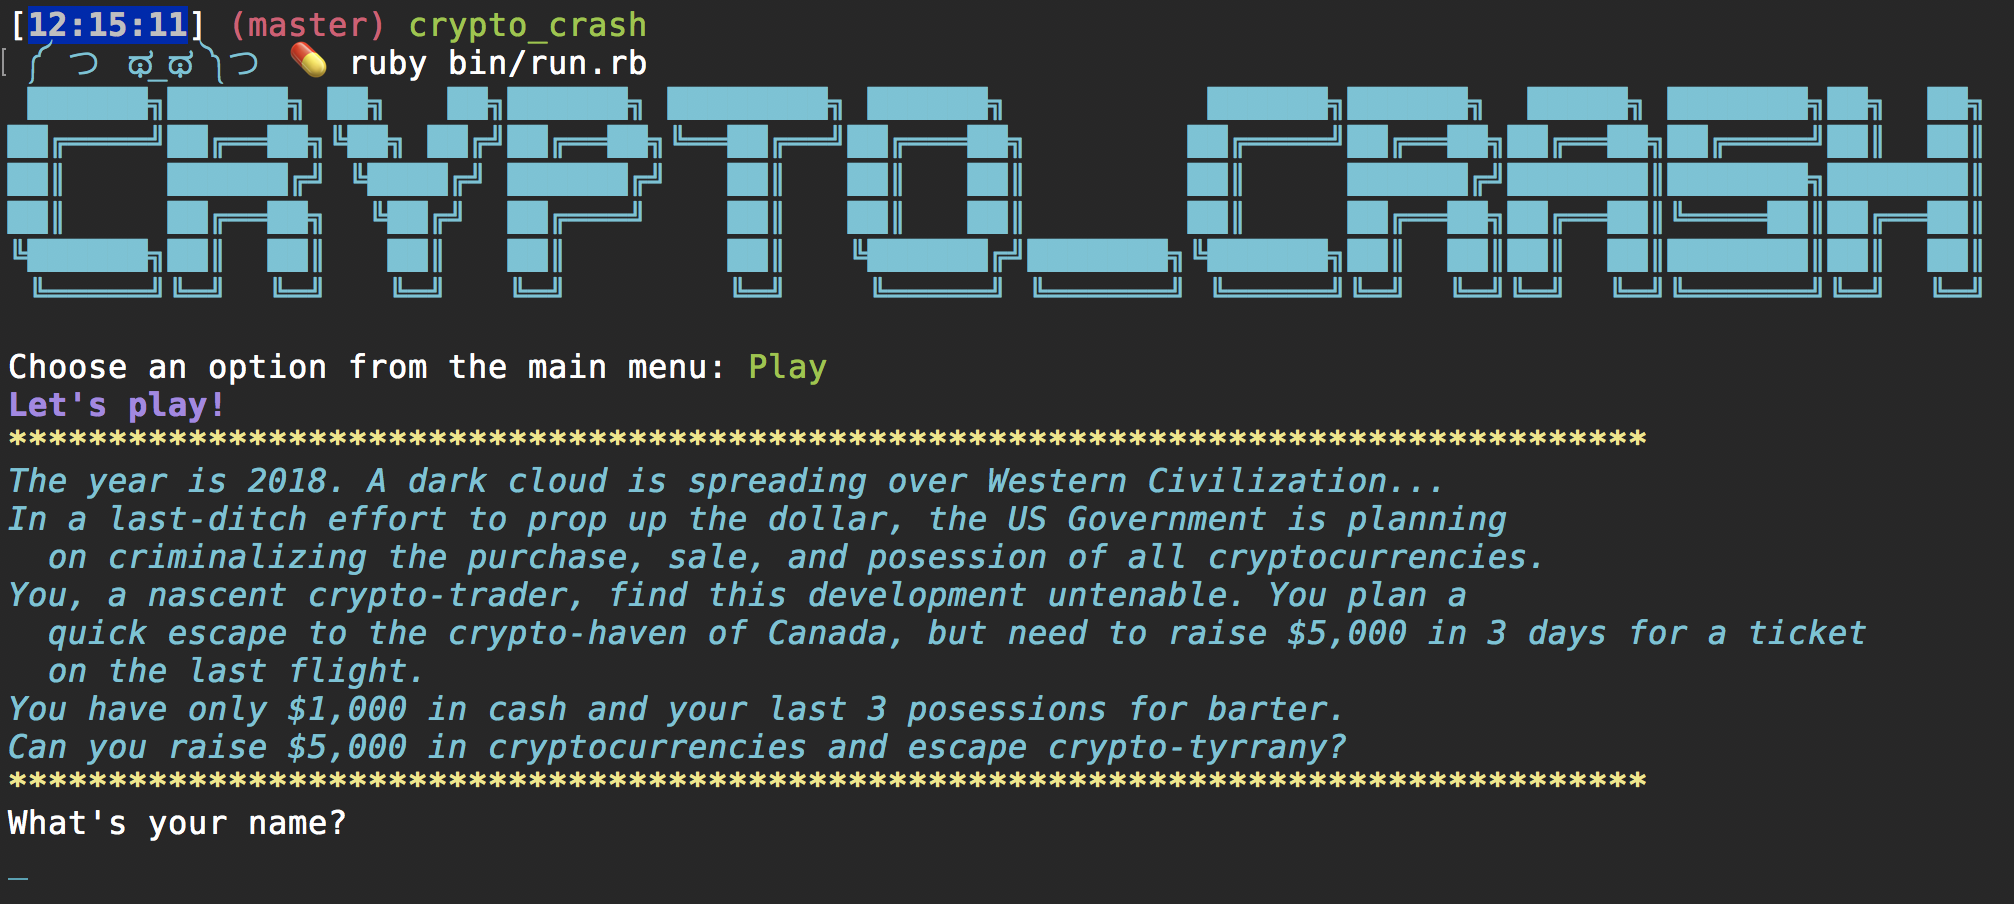 [12:15:11] (master) crypto_crash
[ ༼ つ ಥ_ಥ༽つ 💊 ruby bin/run.rb
CRYPTO_CRASH
Choose an option from the main menu: Play
Let's play!
**********************************************************************************
The year is 2018. A dark cloud is spreading over Western Civilization...
In a last-ditch effort to prop up the dollar, the US Government is planning
on criminalizing the purchase, sale, and posession of all cryptocurrencies.
You, a nascent crypto-trader, find this development untenable. You plan a
quick escape to the crypto-haven of Canada, but need to raise $5,000 in 3 days for a ticket
on the last flight.
You have only $1,000 in cash and your last 3 posessions for barter.
Can you raise $5,000 in cryptocurrencies and escape crypto-tyrrany?
**********************************************************************************
What's your name?
_